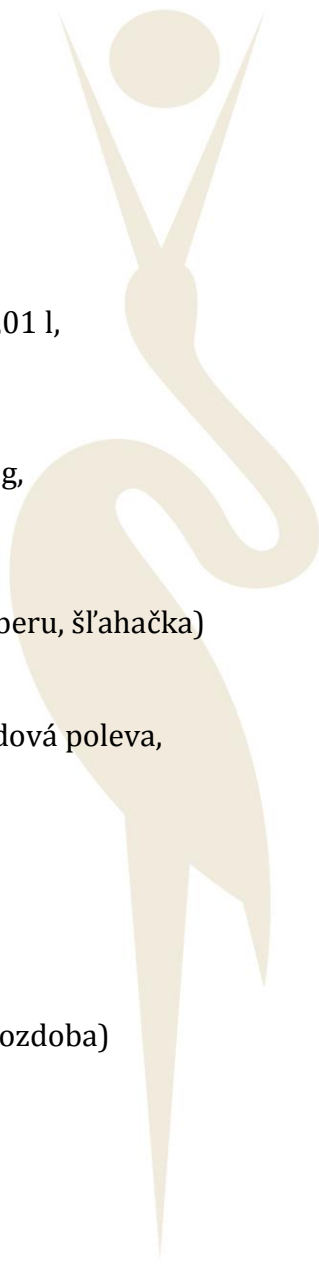 01 l,
g,
beru, šľahačka)
dová poleva,
ozdoba)